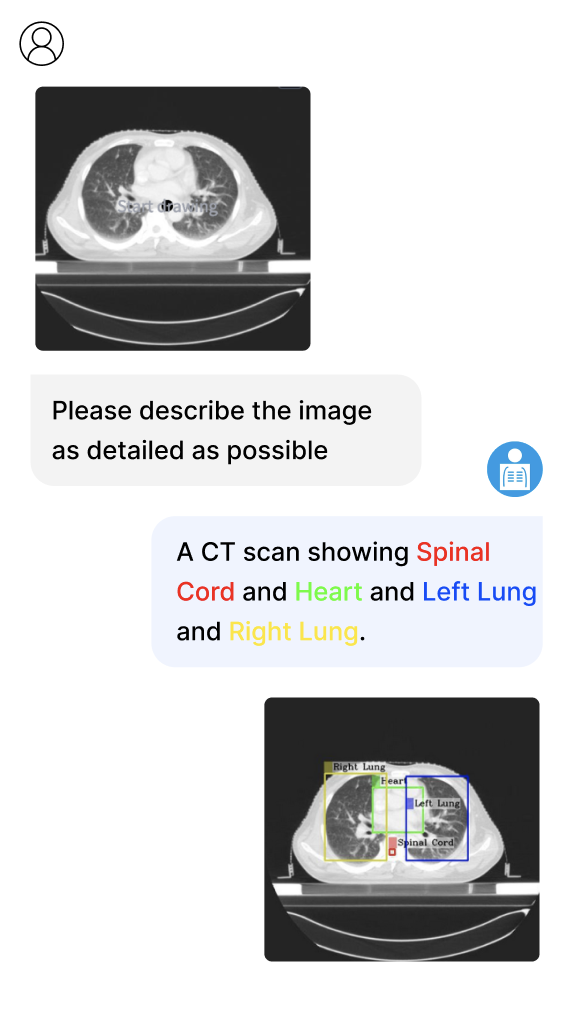 Start drawing
Please describe the image
as detailed as possible
A CT scan showing Spinal
Cord and Heart and Left Lung
and Right Lung.
Right Lung
Heart
Left Lung
Spinal Cord